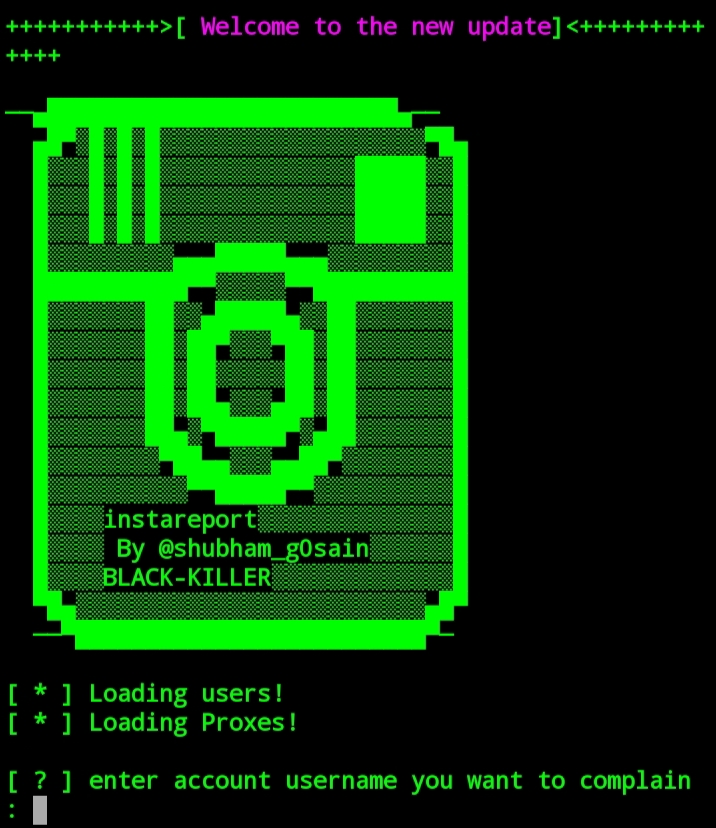 +++++++++++>[ Welcome to the new update]<+++++++++
++++
instareport
By @shubham_g0sain
BLACK-KILLER
[ * ] Loading users!
[ * ] Loading Proxes!
[ ? ] enter account username you want to complain
: